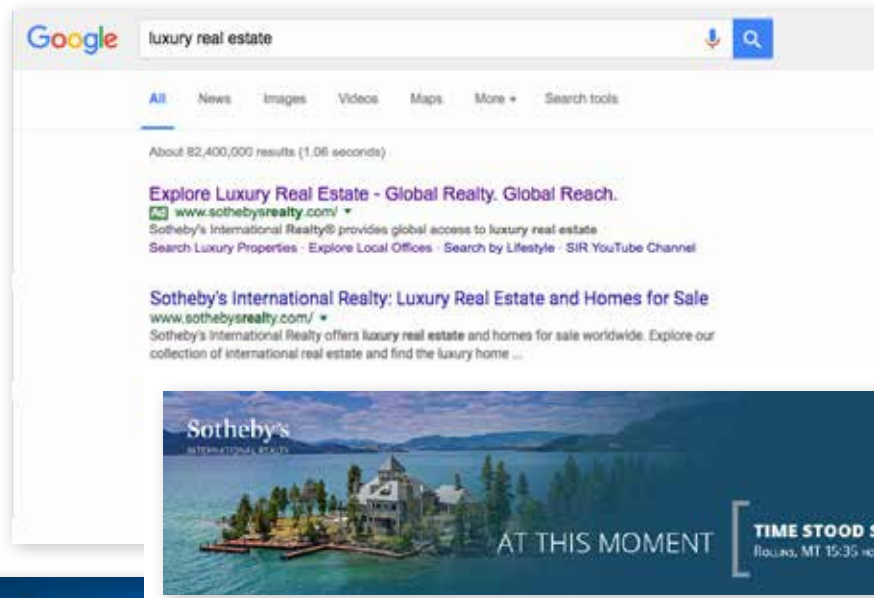 Google luxury real estate
All News Images Videos Maps More Search tools
About 82,400,000 results (1.06 seconds)
Explore Luxury Real Estate - Global Realty. Global Reach.
Ad www.sothebysrealty.com/
Sotheby's International Realty® provides global access to luxury real estate
Search Luxury Properties · Explore Local Offices · Search by Lifestyle · SIR YouTube Channel
Sotheby's International Realty: Luxury Real Estate and Homes for Sale
www.sothebysrealty.com/
Sotheby's International Realty offers luxury real estate and homes for sale worldwide. Explore our
collection of international real estate and find the luxury home ...
Sotheby's
INTERNATIONAL REALTY
AT THIS MOMENT
TIME STOOD S
ROLLINS, MT 15:35